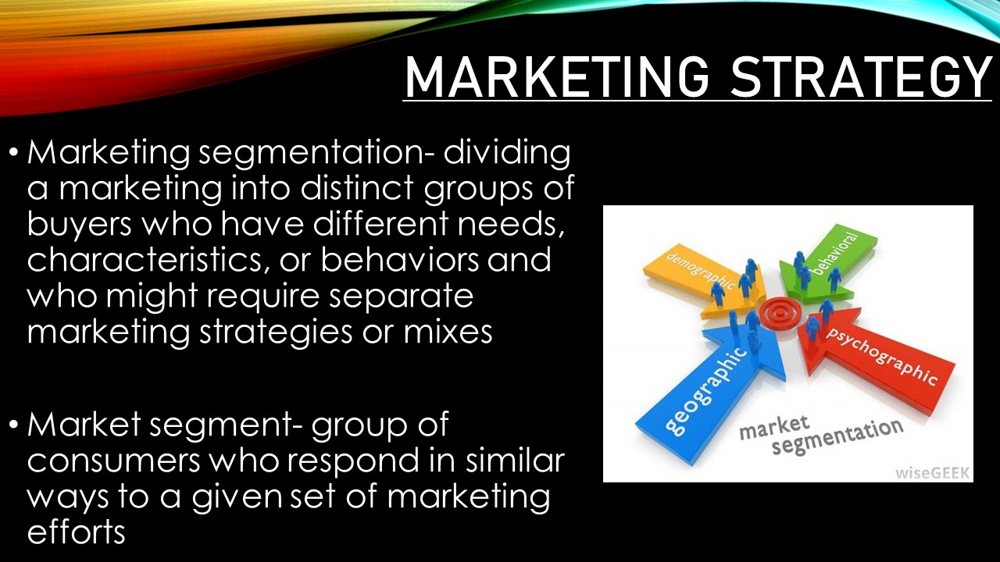 MARKETING STRATEGY
• Marketing segmentation- dividing
a marketing into distinct groups of
buyers who have different needs,
characteristics, or behaviors and
who might require separate
marketing strategies or mixes
• Market segment- group of
consumers who respond in similar
ways to a given set of marketing
efforts
demographic
behavioral
geographic
psychographic
market
segmentation
wiseGEEK